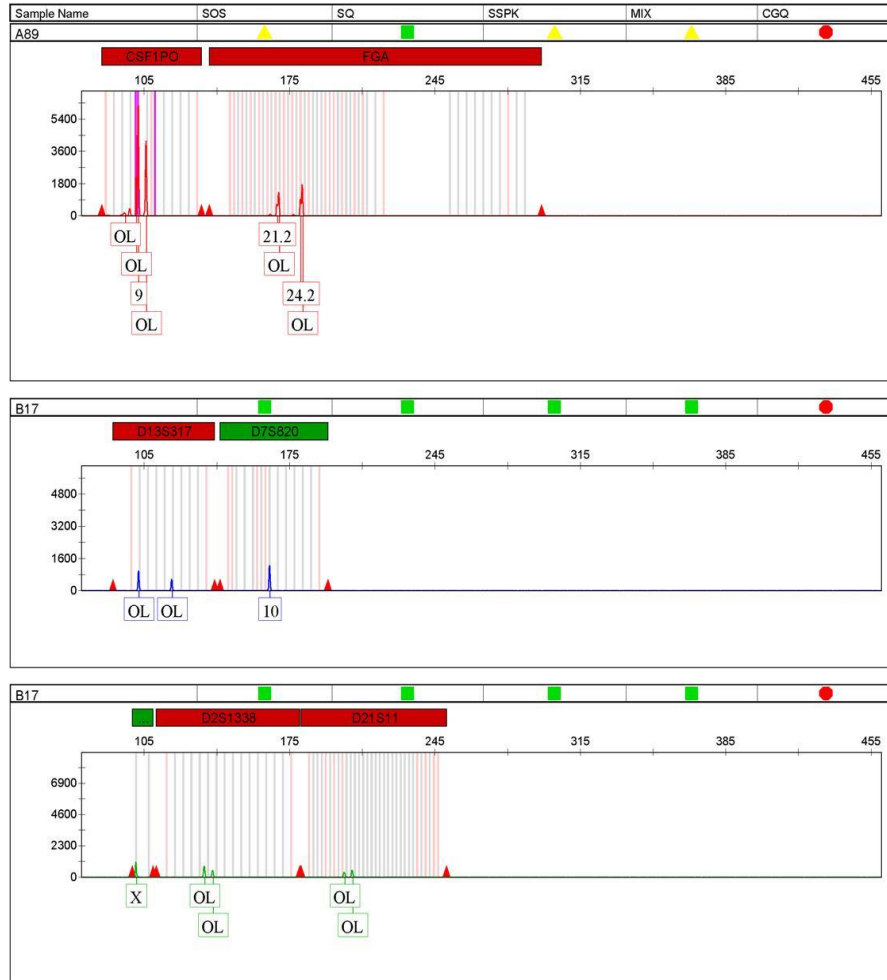 Sample Name SOS SQ SSPK MIX CGQ
A89
CSF1PO FGA
105 175 245 315 385 455
5400
3600
1800
0
OL 21.2
OL OL
9 24.2
OL OL
B17
D13S317 D7S820
105 175 245 315 385 455
4800
3200
1600
0
OL OL 10
B17
... D2S1338 D21S11
105 175 245 315 385 455
6900
4600
2300
0
X OL OL
OL OL